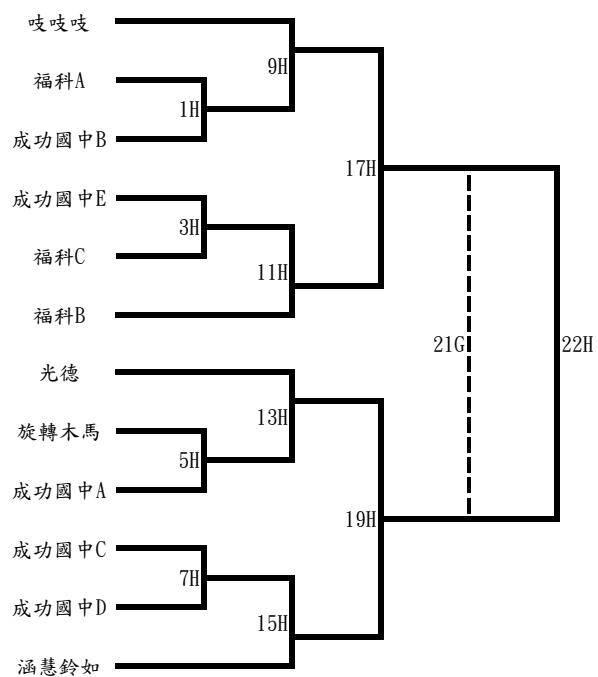 吱吱吱
9H
福科A
1H
成功國中B
17H
成功國中E
3H
福科C
11H
福科B
21G
22H
光德
13H
旋轉木馬
5H
成功國中A
19H
成功國中C
7H
成功國中D
15H
涵慧鈴如